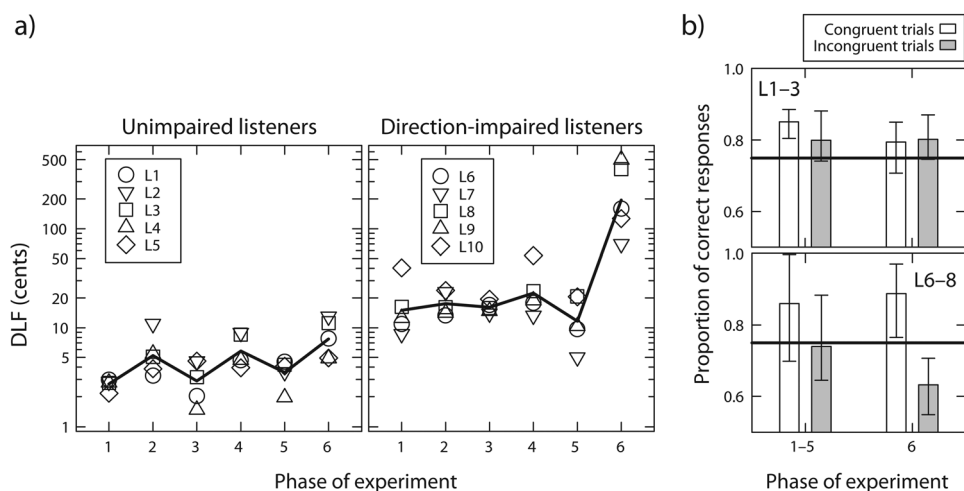 a)
Unimpaired listeners
Direction-impaired listeners
DLF (cents)
500
200
100
50
20
10
5
2
1
L1
L2
L3
L4
L5
L6
L7
L8
L9
L10
1 2 3 4 5 6
1 2 3 4 5 6
Phase of experiment
b)
Congruent trials
Incongruent trials
Proportion of correct responses
1.0
0.8
0.6
L1–3
1.0
0.8
0.6
L6–8
1–5 6
Phase of experiment